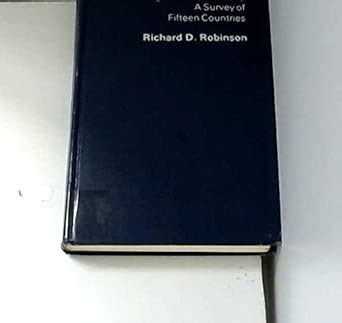 A Survey of
Fifteen Countries
Richard D. Robinson